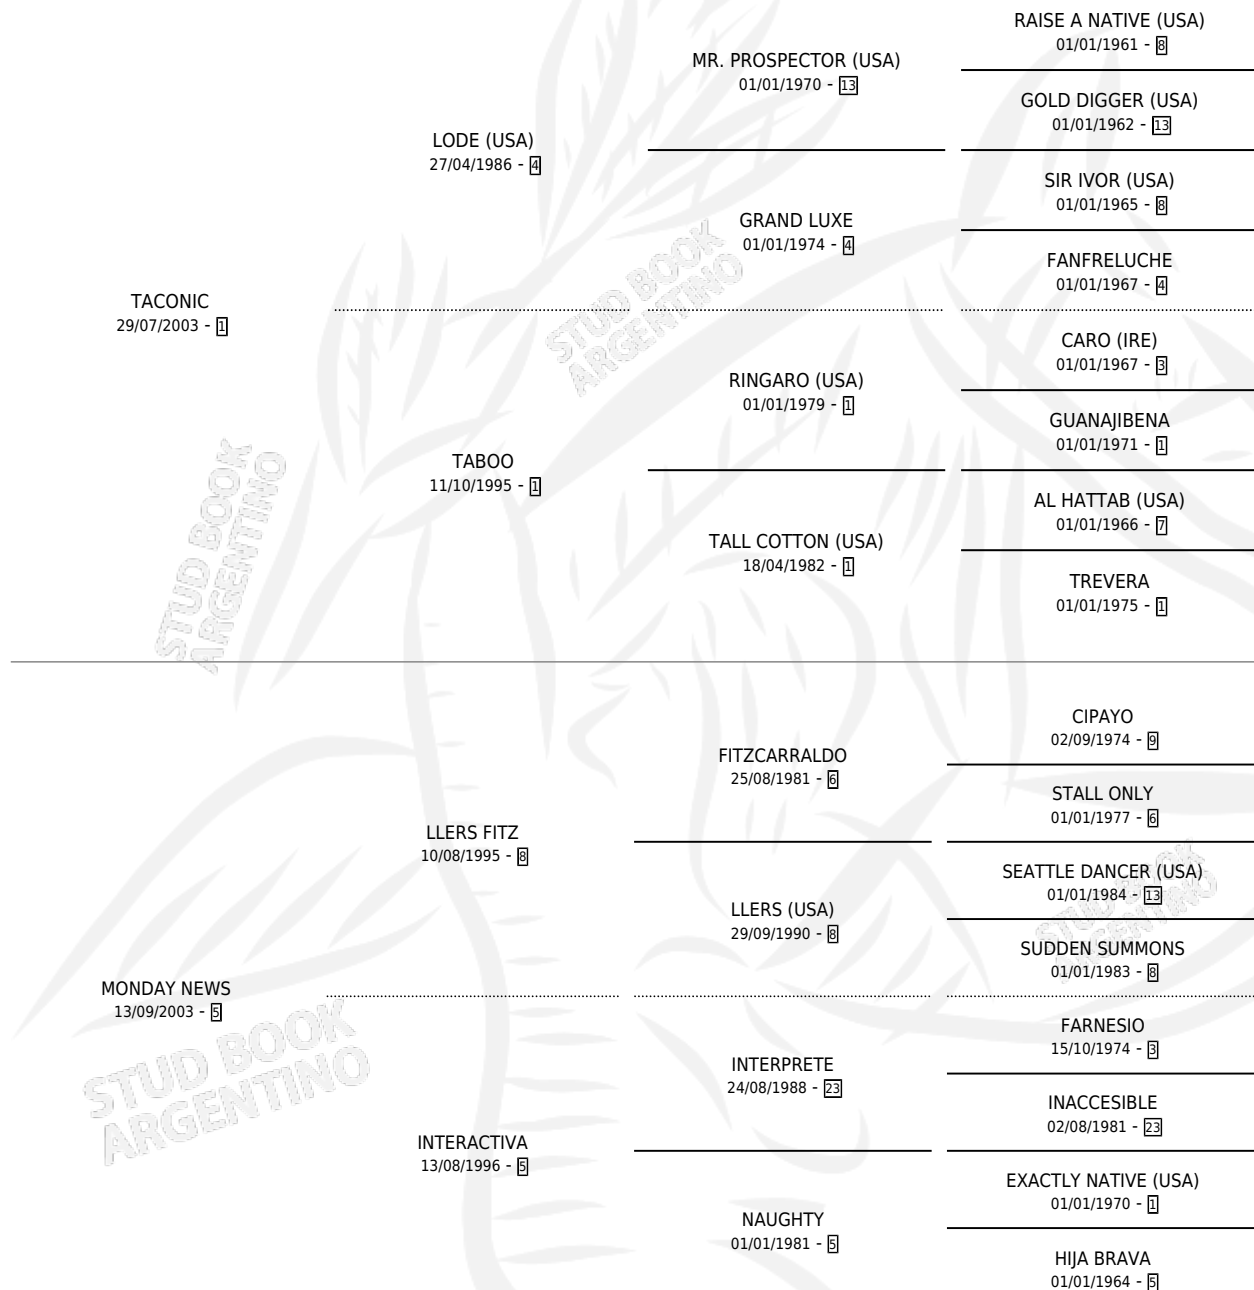 RAISE A NATIVE (USA)
01/01/1961 - 8
MR. PROSPECTOR (USA)
01/01/1970 - 13
GOLD DIGGER (USA)
01/01/1962 - 13
LODE (USA)
27/04/1986 - 4
SIR IVOR (USA)
01/01/1965 - 8
GRAND LUXE
01/01/1974 - 4
FANFRELUCHE
01/01/1967 - 4
TACONIC
29/07/2003 - 1
CARO (IRE)
01/01/1967 - 3
RINGARO (USA)
01/01/1979 - 1
GUANAJIBENA
01/01/1971 - 1
TABOO
11/10/1995 - 1
AL HATTAB (USA)
01/01/1966 - 7
TALL COTTON (USA)
18/04/1982 - 1
TREVERA
01/01/1975 - 1
CIPAYO
02/09/1974 - 9
FITZCARRALDO
25/08/1981 - 6
STALL ONLY
01/01/1977 - 6
LLERS FITZ
10/08/1995 - 8
SEATTLE DANCER (USA)
01/01/1984 - 13
LLERS (USA)
29/09/1990 - 8
SUDDEN SUMMONS
01/01/1983 - 8
MONDAY NEWS
13/09/2003 - 5
FARNESIO
15/10/1974 - 3
INTERPRETE
24/08/1988 - 23
INACCESIBLE
02/08/1981 - 23
INTERACTIVA
13/08/1996 - 5
EXACTLY NATIVE (USA)
01/01/1970 - 1
NAUGHTY
01/01/1981 - 5
HIJA BRAVA
01/01/1964 - 5
STUD BOOK
ARGENTINO
STUD BOOK
ARGENTINO
STUD BOOK
ARGENTINO
STUD BOOK
ARGENTINO